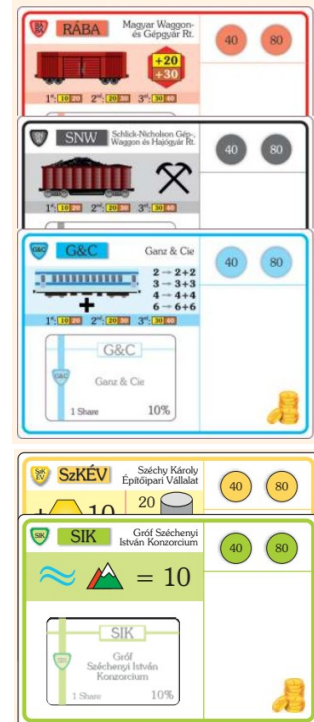 RÁBA Magyar Waggon-
és Gépgyár Rt.
40 80
+20
+30
1st: 10 20 2nd: 20 30 3rd: 30 40
SNW Schlick-Nicholson Gép-,
Waggon és Hajógyár Rt.
40 80
1st: 10 20 2nd: 20 30 3rd: 30 40
G&C G&C Ganz & Cie
40 80
2 → 2+2
3 → 3+3
4 → 4+4
6 → 6+6
+
1st: 10 20 2nd: 20 30 3rd: 30 40
G&C
G&C
Ganz & Cie
1 Share 10%
SzKÉV Széchy Károly
Építőipari Vállalat
40 80
+ 10 20
SIK SIK Gróf Széchenyi
István Konzorcium
40 80
≈ = 10
SIK
SIK
Gróf
Széchenyi István
Konzorcium
1 Share 10%